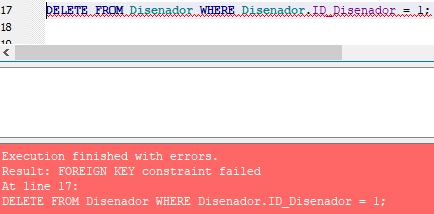 17 DELETE FROM Disenador WHERE Disenador.ID_Disenador = 1;
18
Execution finished with errors.
Result: FOREIGN KEY constraint failed
At line 17:
DELETE FROM Disenador WHERE Disenador.ID_Disenador = 1;